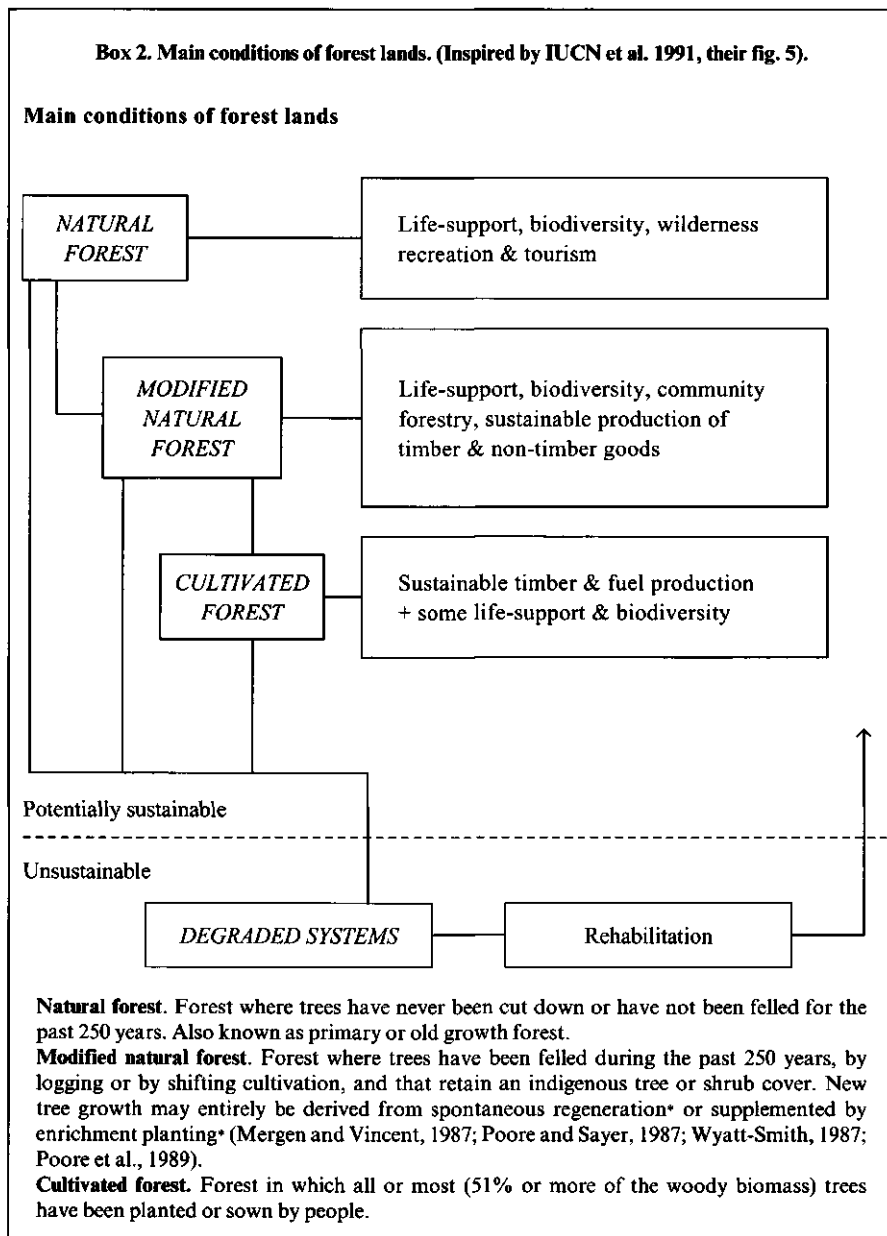 Box 2. Main conditions of forest lands. (Inspired by IUCN et al. 1991, their fig. 5).
Main conditions of forest lands
NATURAL
FOREST
Life-support, biodiversity, wilderness
recreation & tourism
MODIFIED
NATURAL
FOREST
Life-support, biodiversity, community
forestry, sustainable production of
timber & non-timber goods
CULTIVATED
FOREST
Sustainable timber & fuel production
+ some life-support & biodiversity
Potentially sustainable
Unsustainable
DEGRADED SYSTEMS
Rehabilitation
Natural forest. Forest where trees have never been cut down or have not been felled for the
past 250 years. Also known as primary or old growth forest.
Modified natural forest. Forest where trees have been felled during the past 250 years, by
logging or by shifting cultivation, and that retain an indigenous tree or shrub cover. New
tree growth may entirely be derived from spontaneous regeneration* or supplemented by
enrichment planting* (Mergen and Vincent, 1987; Poore and Sayer, 1987; Wyatt-Smith, 1987;
Poore et al., 1989).
Cultivated forest. Forest in which all or most (51% or more of the woody biomass) trees
have been planted or sown by people.